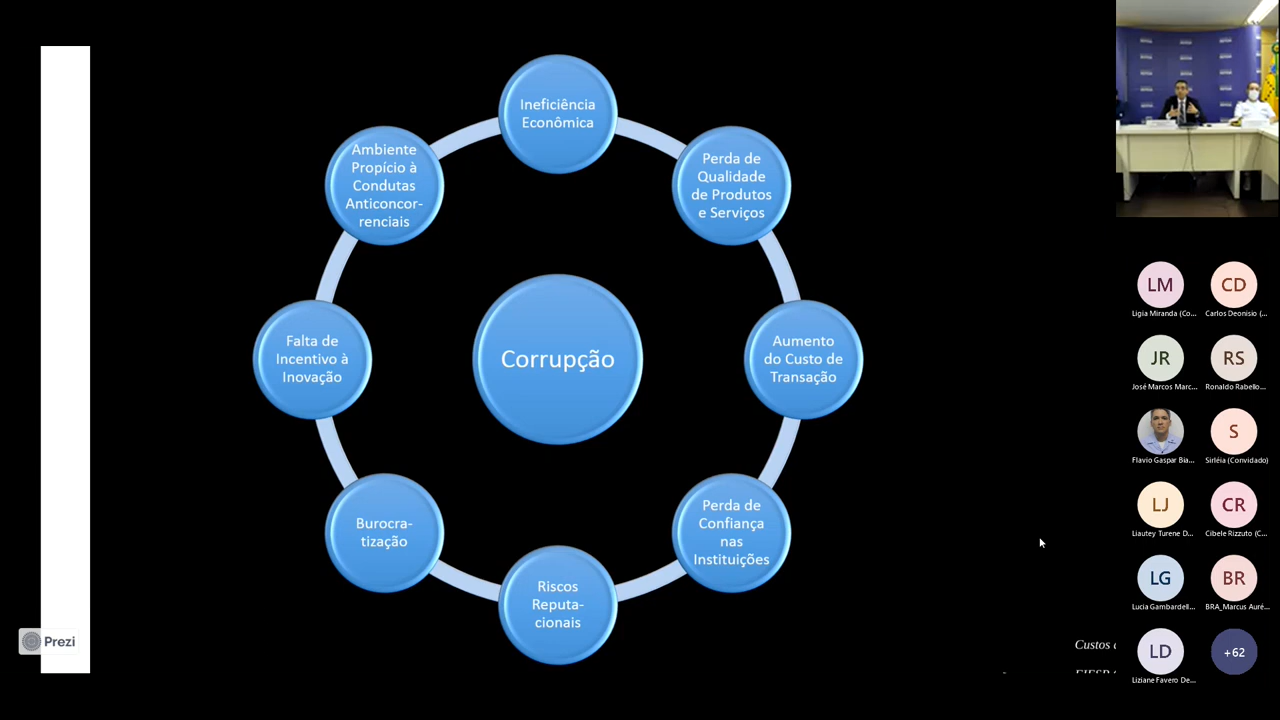 Ineficiência
Econômica
Ambiente
Propício à
Condutas
Anticoncor-
renciais
Perda de
Qualidade
de Produtos
e Serviços
Falta de
Incentivo à
Inovação
Corrupção
Aumento
do Custo de
Transação
Burocra-
tização
Perda de
Confiança
nas
Instituições
Riscos
Reputa-
cionais
Prezi
Custos
LM
Ligia Miranda (Co...
CD
Carlos Deonisio (...
JR
José Marcos Marc...
RS
Ronaldo Rabello...
Flavio Gaspar Bia...
S
Sirléia (Convidado)
LJ
Liautey Turene D...
CR
Cibele Rizzuto (C...
LG
Lucia Gambardell...
BR
BRA_Marcus Auré...
LD
Liziane Favero De...
+62